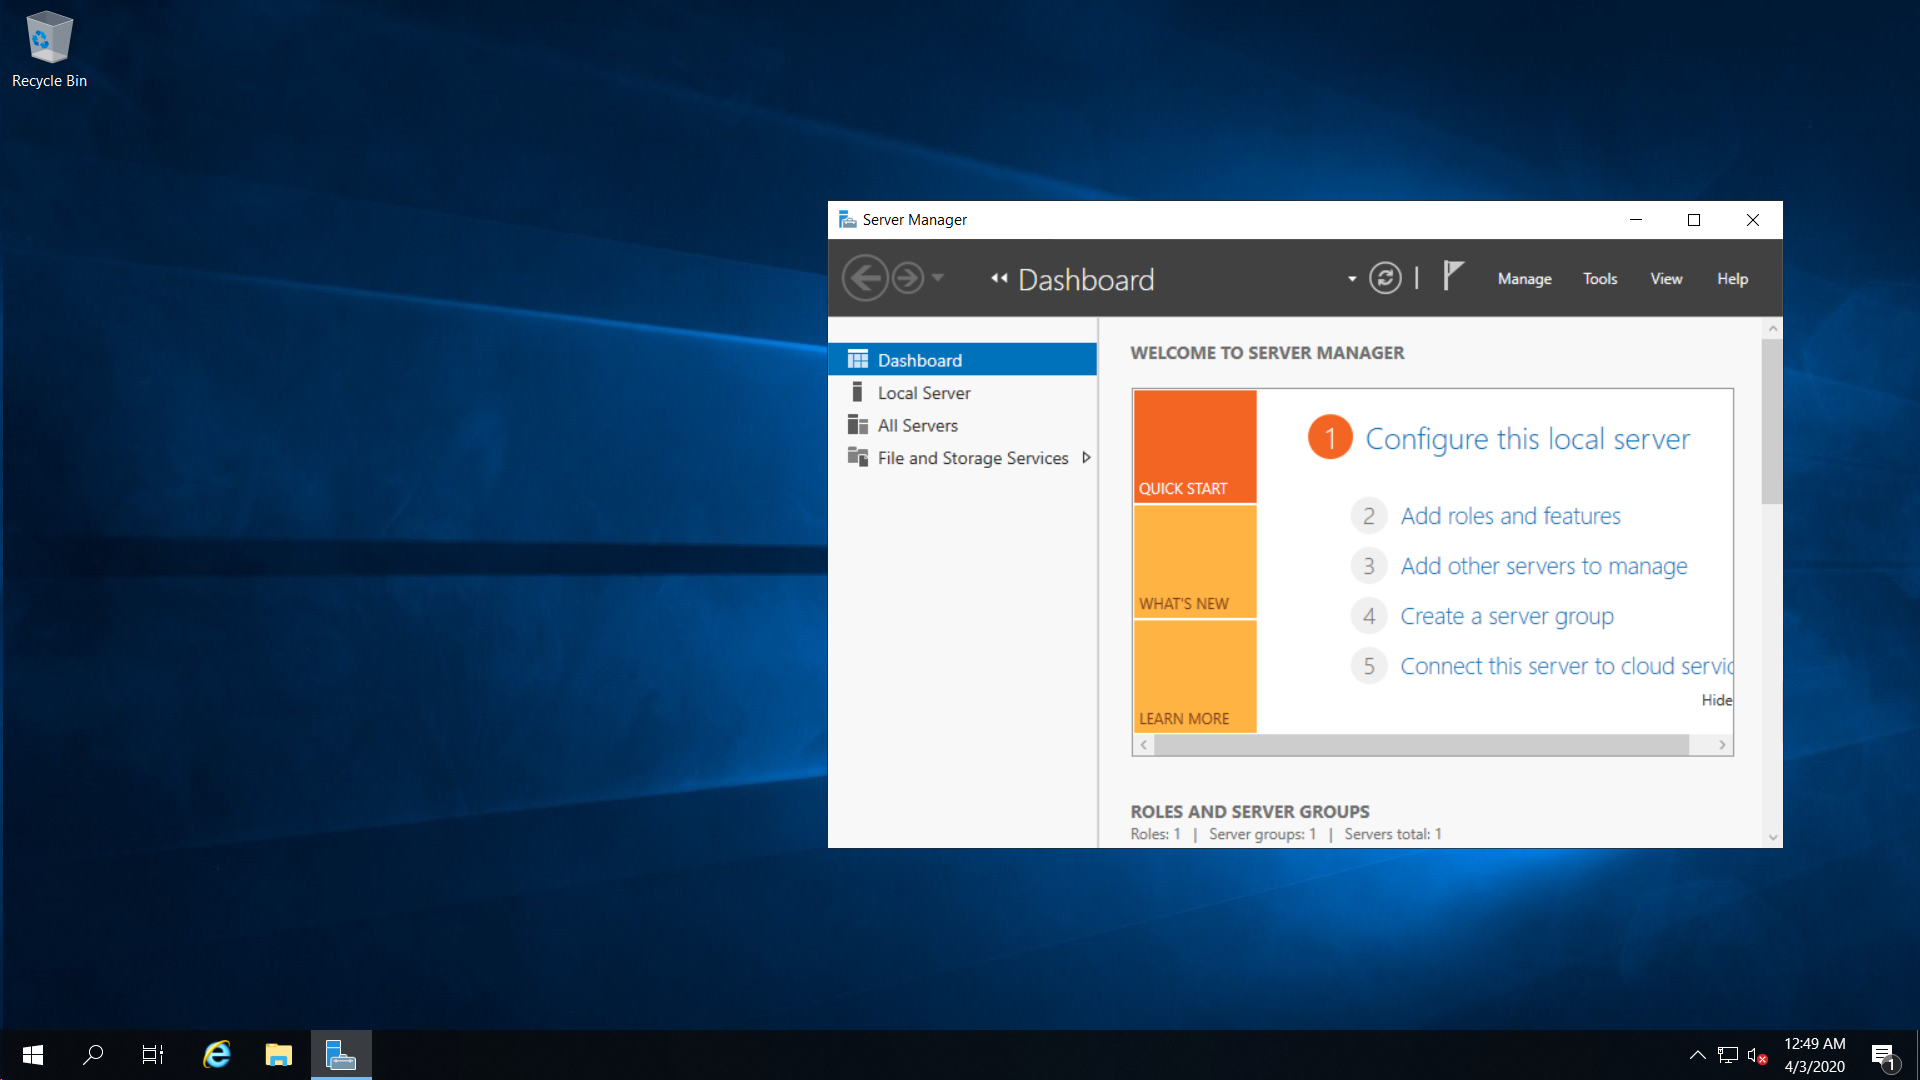 Recycle Bin
Server Manager
Dashboard
Manage Tools View Help
Dashboard
Local Server
All Servers
File and Storage Services
WELCOME TO SERVER MANAGER
QUICK START
WHAT'S NEW
LEARN MORE
1 Configure this local server
2 Add roles and features
3 Add other servers to manage
4 Create a server group
5 Connect this server to cloud servic
Hide
ROLES AND SERVER GROUPS
Roles: 1 | Server groups: 1 | Servers total: 1
12:49 AM
4/3/2020
1